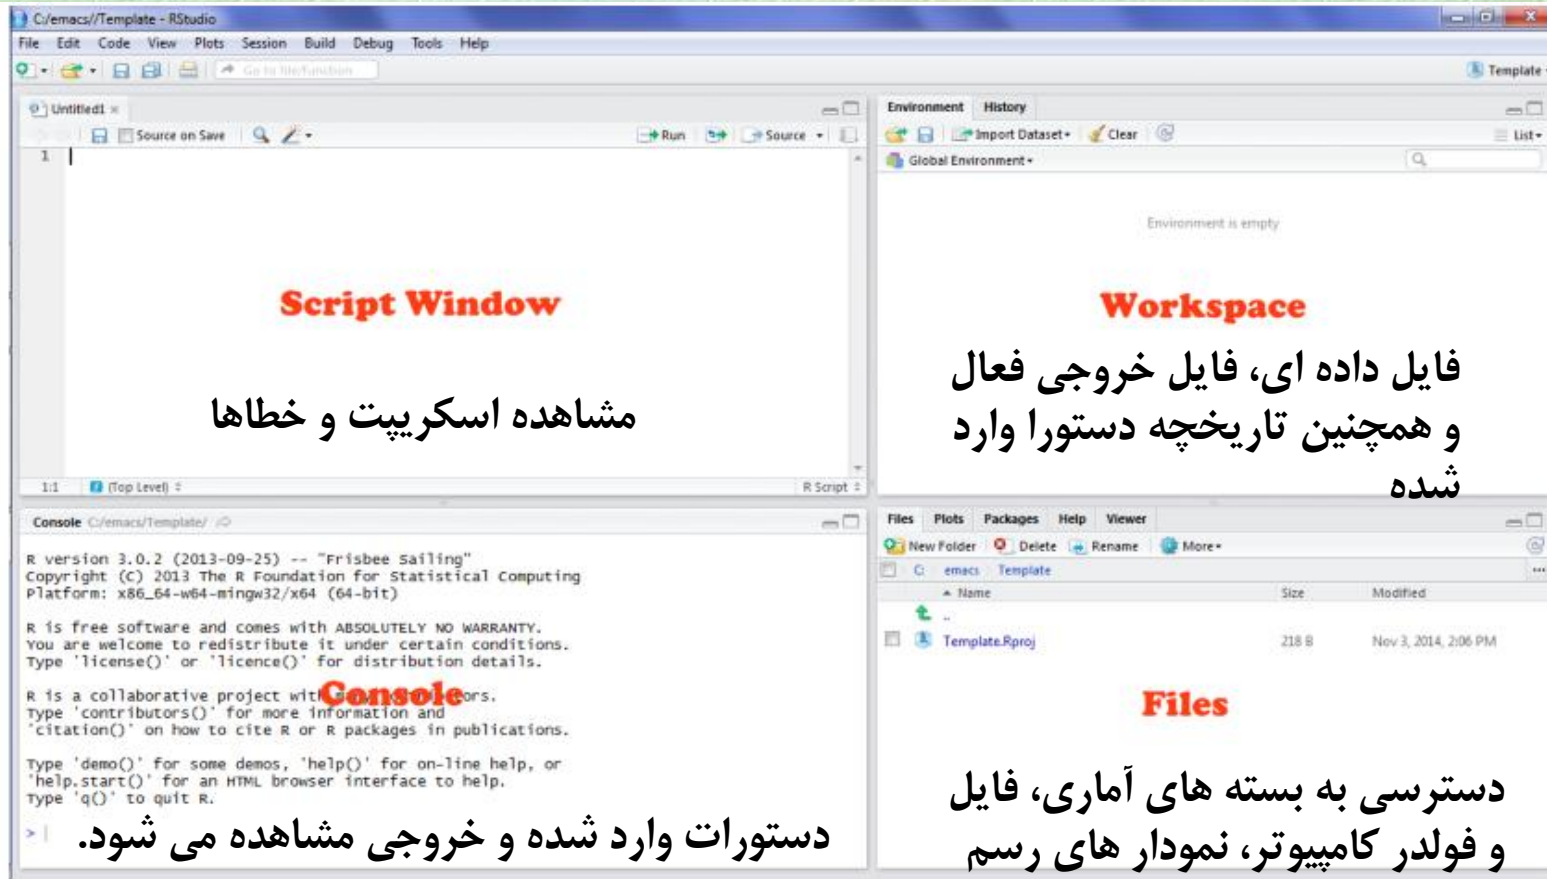 C:/emacs//Template - RStudio
File Edit Code View Plots Session Build Debug Tools Help
Go to file/function
Template
Untitled1
Source on Save
Run
Source
1
Script Window
مشاهده اسکریپت و خطاها
1:1 (Top Level) R Script
Environment History
Import Dataset Clear
List
Global Environment
Environment is empty
Workspace
فایل داده ای، فایل خروجی فعال
و همچنین تاریخچه دستورا وارد
شده
Console C:/emacs/Template/
R version 3.0.2 (2013-09-25) -- "Frisbee Sailing"
Copyright (C) 2013 The R Foundation for Statistical Computing
Platform: x86_64-w64-mingw32/x64 (64-bit)
R is free software and comes with ABSOLUTELY NO WARRANTY.
You are welcome to redistribute it under certain conditions.
Type 'license()' or 'licence()' for distribution details.
R is a collaborative project with
Console
Type 'contributors()' for more information and
'citation()' on how to cite R or R packages in publications.
Type 'demo()' for some demos, 'help()' for on-line help, or
'help.start()' for an HTML browser interface to help.
Type 'q()' to quit R.
>
دستورات وارد شده و خروجی مشاهده می شود.
Files Plots Packages Help Viewer
New Folder Delete Rename More
C: emacs Template
Name Size Modified
..
Template.Rproj 218 B Nov 3, 2014, 2:06 PM
Files
دسترسی به بسته های آماری، فایل
و فولدر کامپیوتر، نمودار های رسم